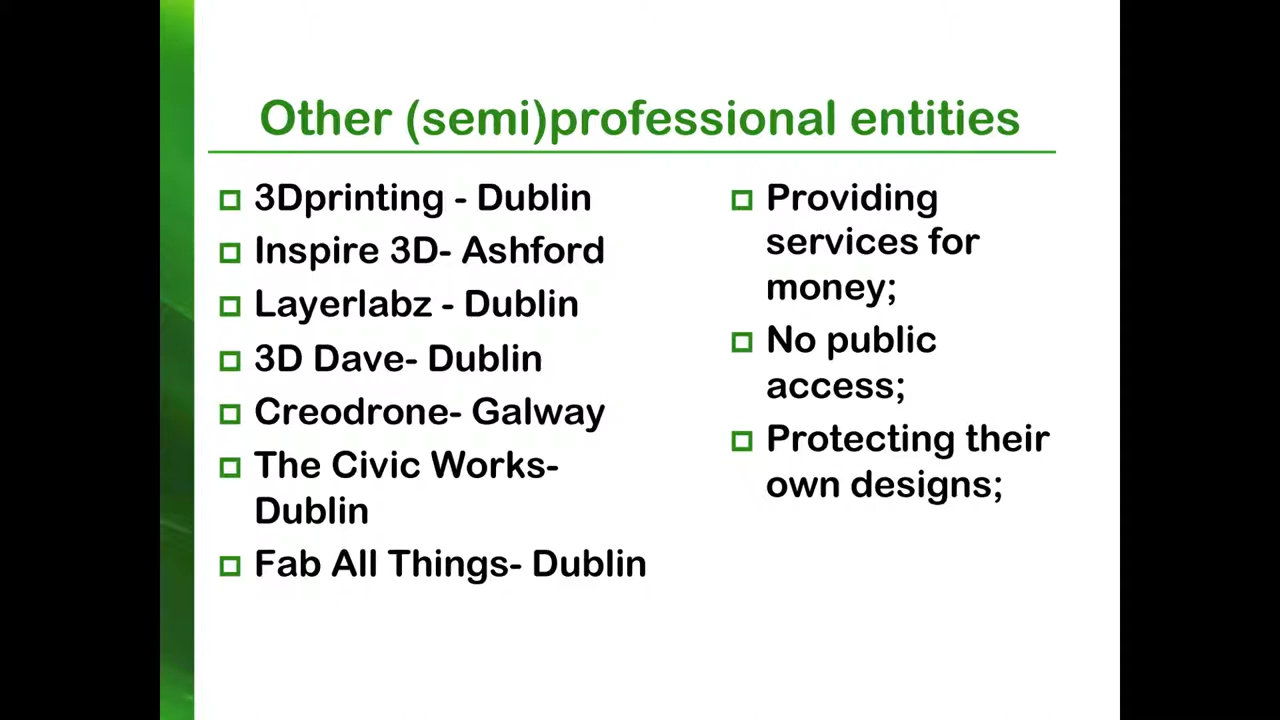 Other (semi)professional entities
3Dprinting - Dublin
Inspire 3D- Ashford
Layerlabz - Dublin
3D Dave- Dublin
Creodrone- Galway
The Civic Works-
Dublin
Fab All Things- Dublin
Providing
services for
money;
No public
access;
Protecting their
own designs;